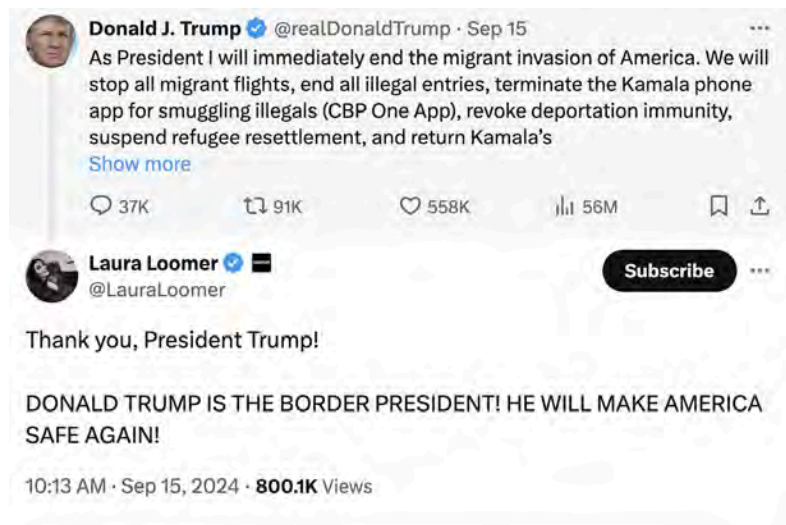 Donald J. Trump @realDonaldTrump · Sep 15
As President I will immediately end the migrant invasion of America. We will
stop all migrant flights, end all illegal entries, terminate the Kamala phone
app for smuggling illegals (CBP One App), revoke deportation immunity,
suspend refugee resettlement, and return Kamala’s
Show more
37K 91K 558K 56M
Laura Loomer
@LauraLoomer
Subscribe
Thank you, President Trump!
DONALD TRUMP IS THE BORDER PRESIDENT! HE WILL MAKE AMERICA
SAFE AGAIN!
10:13 AM · Sep 15, 2024 · 800.1K Views